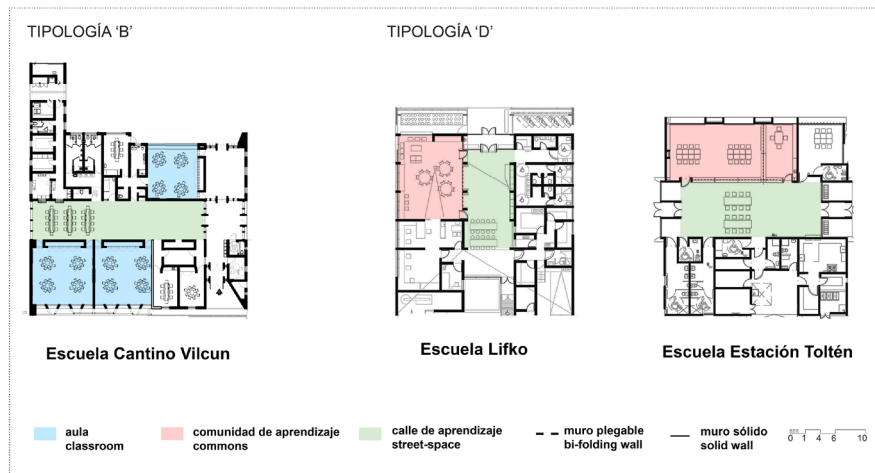 TIPOLOGÍA ‘B’
TIPOLOGÍA ‘D’
Escuela Cantino Vilcun
Escuela Lifko
Escuela Estación Toltén
aula
classroom
comunidad de aprendizaje
commons
calle de aprendizaje
street-space
muro plegable
bi-folding wall
muro sólido
solid wall
0 1 4 6 10